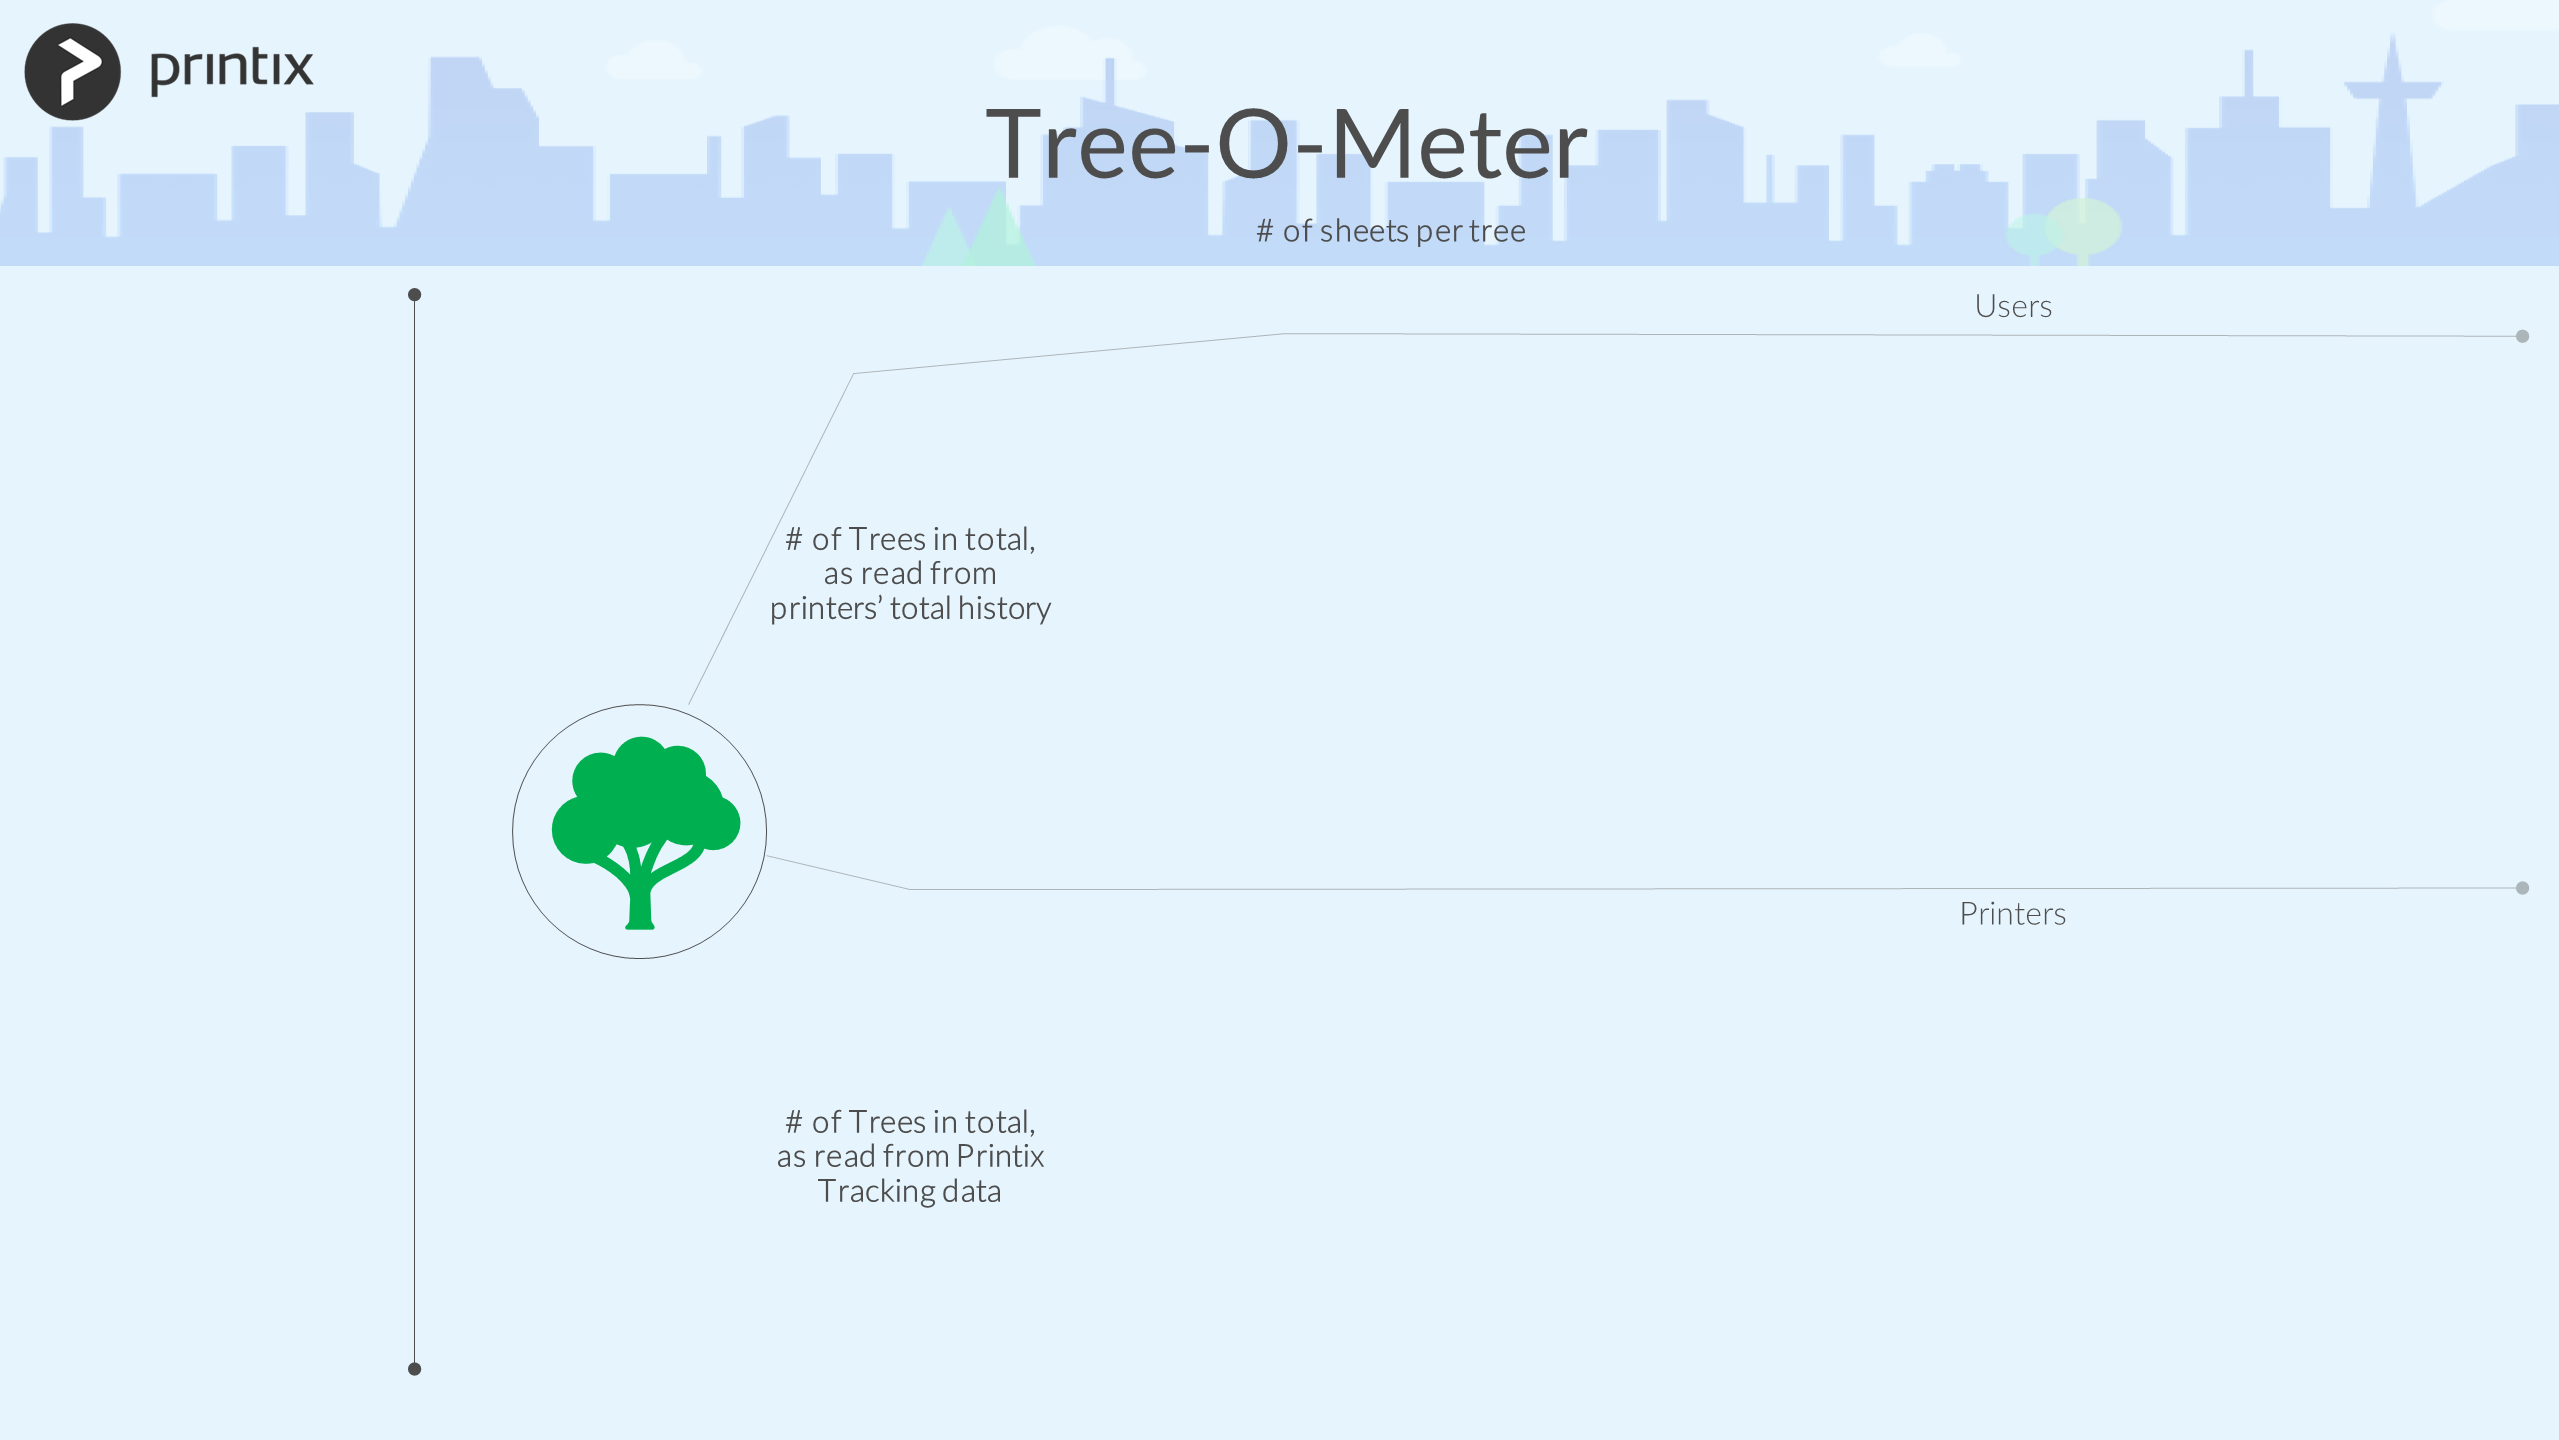 printix
Tree-O-Meter
# of sheets per tree
Users
# of Trees in total,
as read from
printers’ total history
Printers
# of Trees in total,
as read from Printix
Tracking data